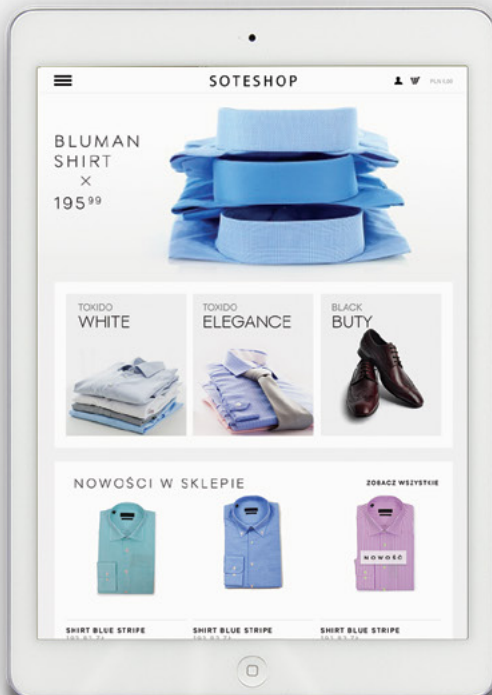 SOTESHOP
BLUMAN
SHIRT
×
195⁹⁹
TOXIDO
WHITE
TOXIDO
ELEGANCE
BLACK
BUTY
NOWOŚCI W SKLEPIE
ZOBACZ WSZYSTKIE
NOWOŚĆ
SHIRT BLUE STRIPE
SHIRT BLUE STRIPE
SHIRT BLUE STRIPE